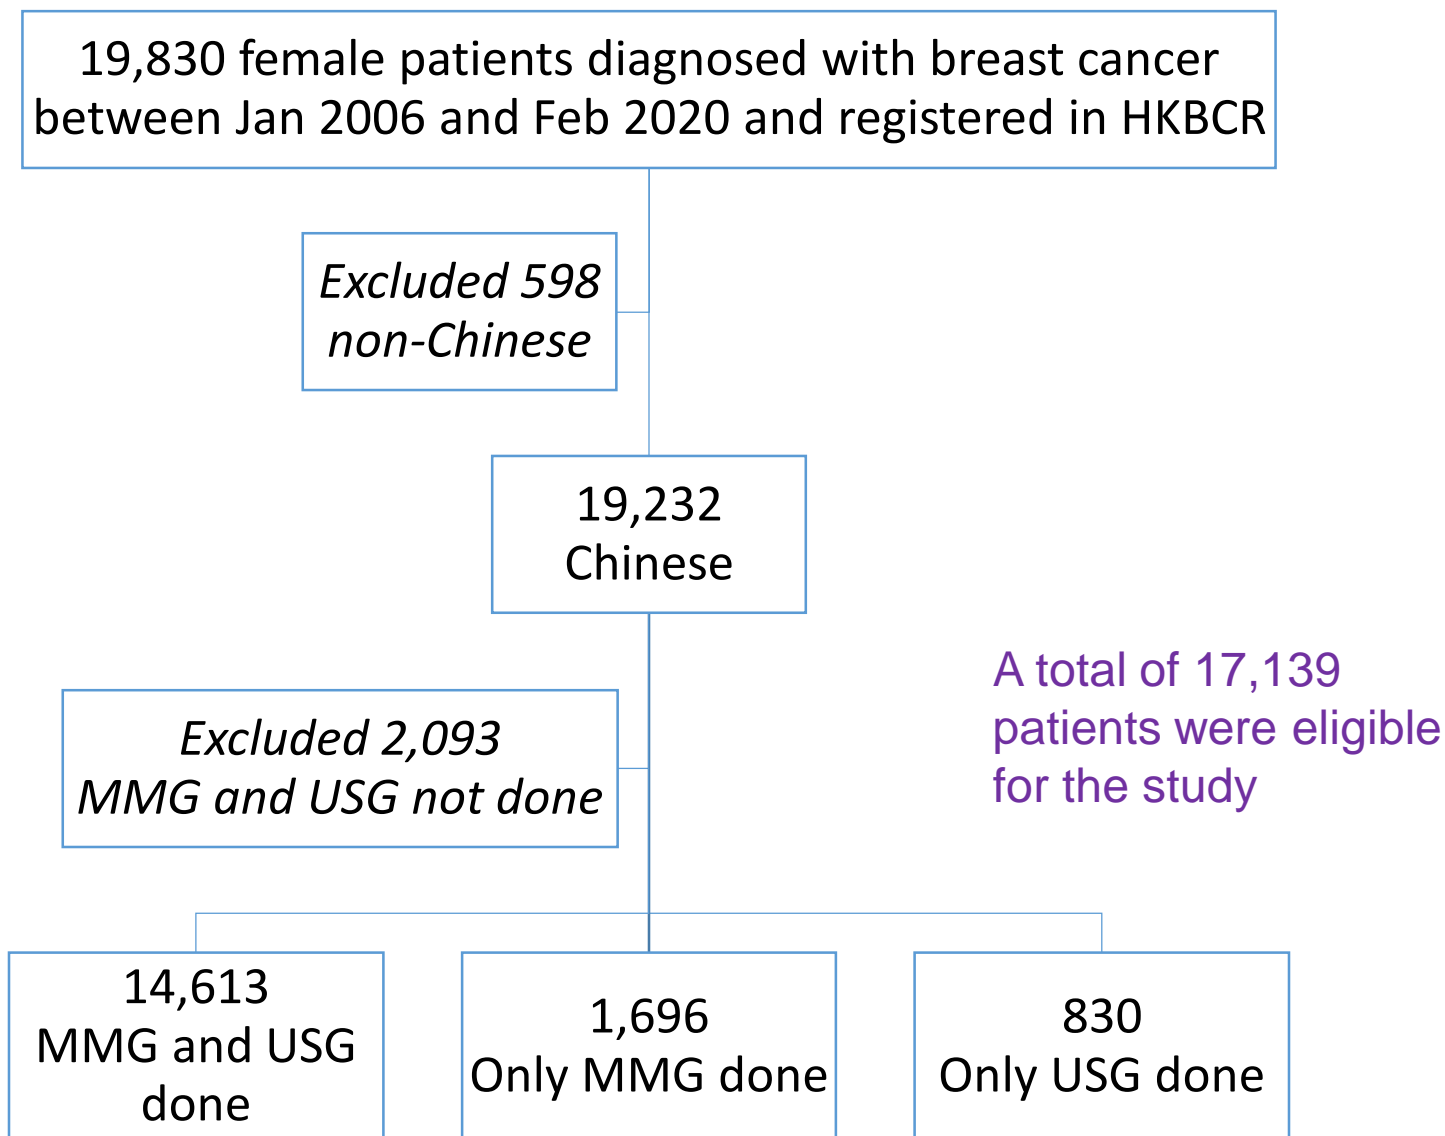 19,830 female patients diagnosed with breast cancer
between Jan 2006 and Feb 2020 and registered in HKBCR
Excluded 598
non-Chinese
19,232
Chinese
A total of 17,139
patients were eligible
for the study
Excluded 2,093
MMG and USG not done
14,613
MMG and USG
done
1,696
Only MMG done
830
Only USG done